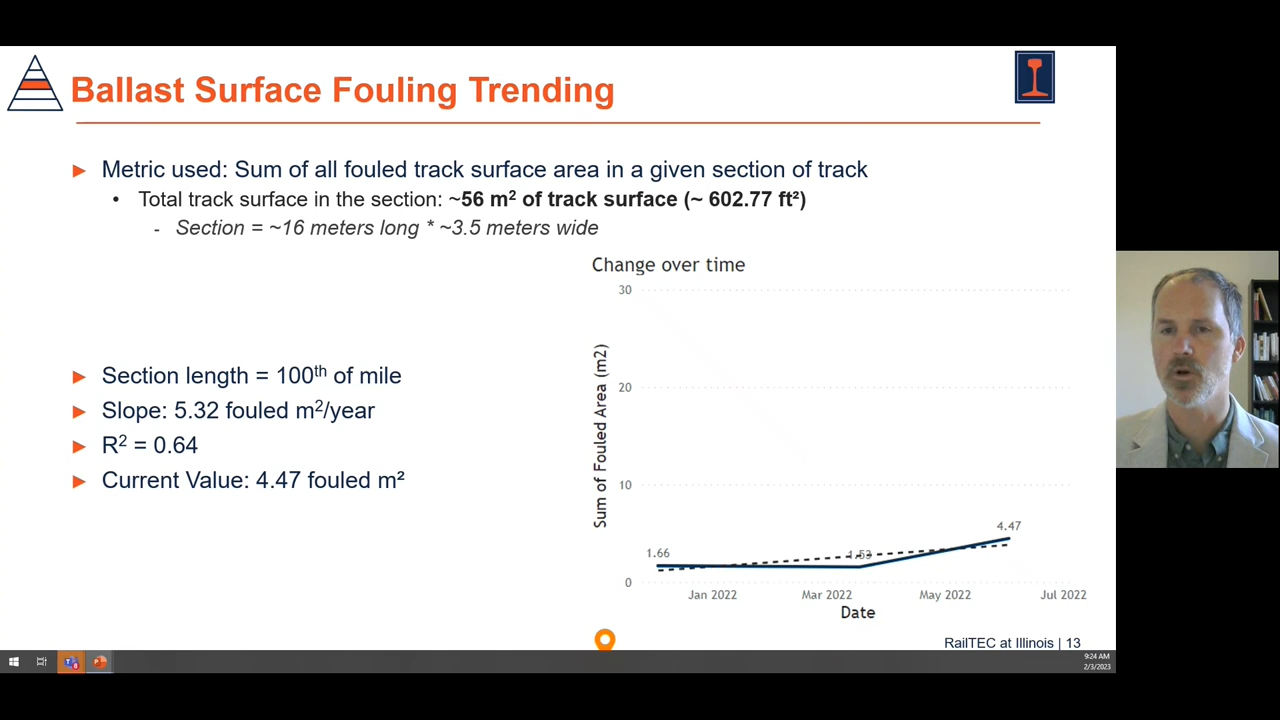 Ballast Surface Fouling Trending
Metric used: Sum of all fouled track surface area in a given section of track
• Total track surface in the section: ~56 m² of track surface (~ 602.77 ft²)
- Section = ~16 meters long * ~3.5 meters wide
Section length = 100th of mile
Slope: 5.32 fouled m²/year
R² = 0.64
Current Value: 4.47 fouled m²
Change over time
Sum of Fouled Area (m2)
30
20
10
0
1.66
1.53
4.47
Jan 2022
Mar 2022
May 2022
Jul 2022
Date
RailTEC at Illinois | 13
9:24 AM
2/3/2023